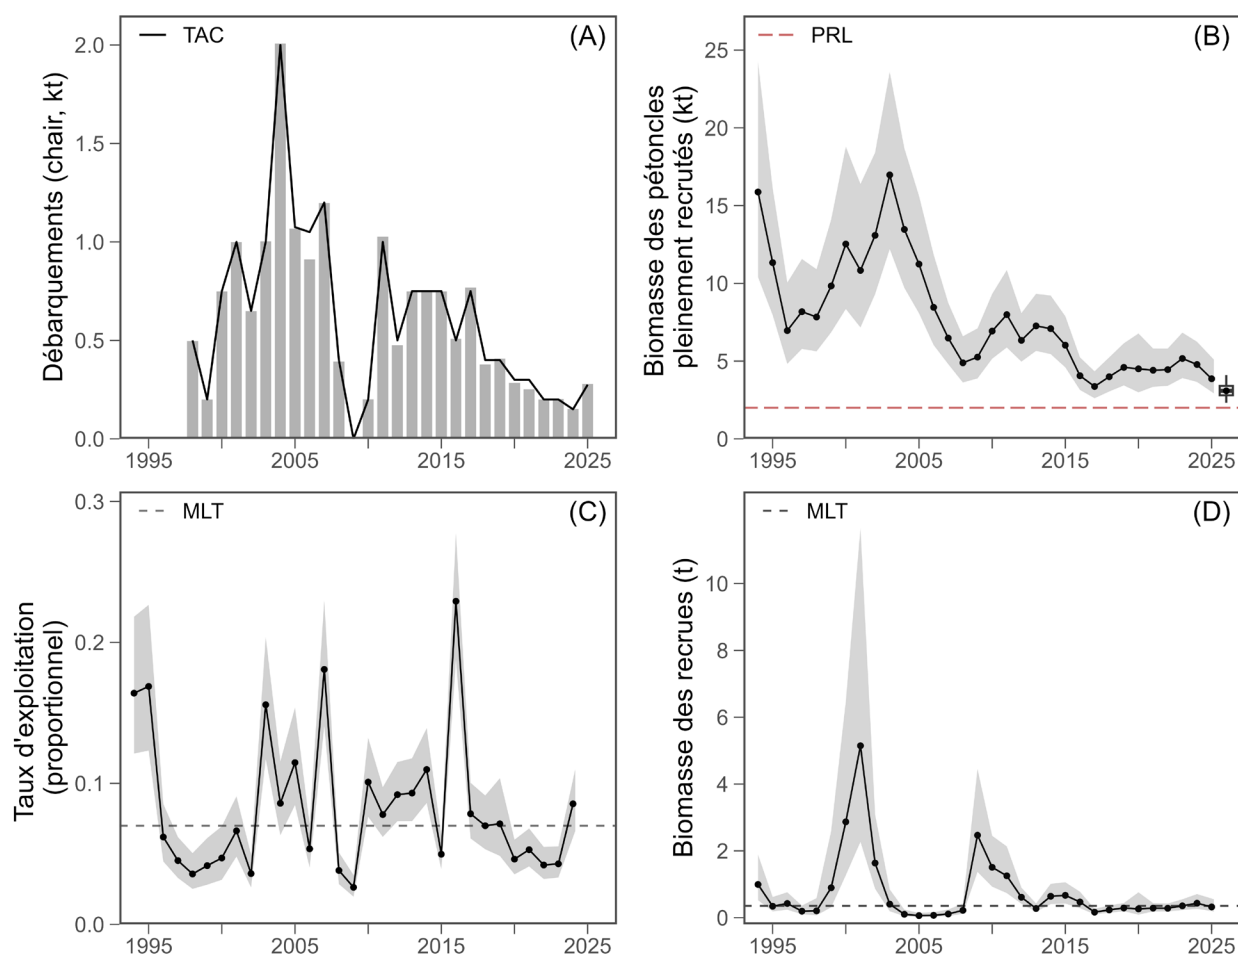 TAC
(A)
Débarquements (chair, kt)
2.0
1.5
1.0
0.5
0.0
1995
2005
2015
2025
PRL
(B)
Biomasse des pétoncles
pleinement recrutés (kt)
25
20
15
10
5
0
1995
2005
2015
2025
MLT
(C)
Taux d'exploitation
(proportionnel)
0.3
0.2
0.1
0.0
1995
2005
2015
2025
MLT
(D)
Biomasse des recrues (t)
10
8
6
4
2
0
1995
2005
2015
2025